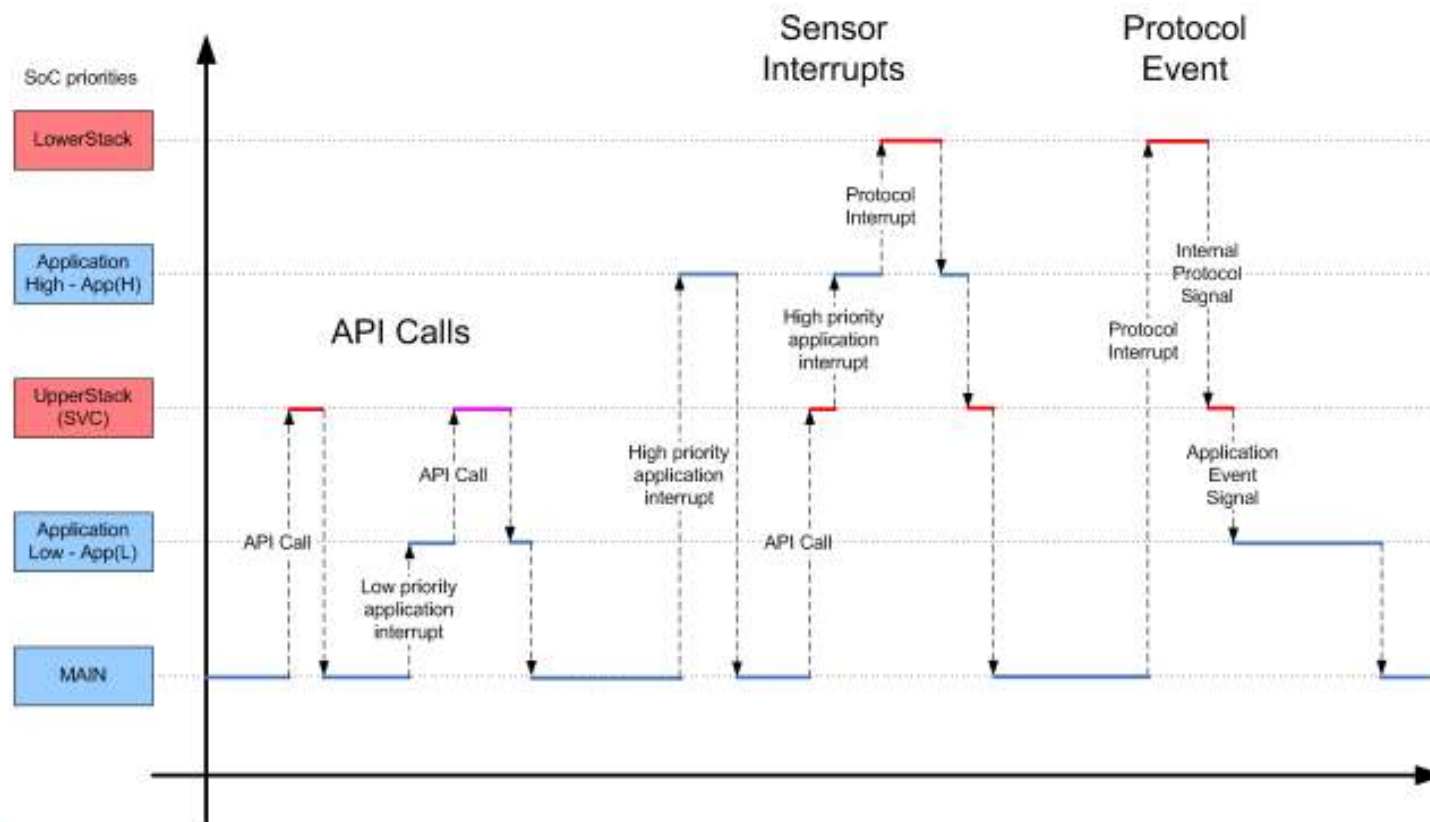 Sensor
Interrupts
Protocol
Event
SoC priorities
LowerStack
Protocol
Interrupt
Application
High - App(H)
Internal
Protocol
Signal
API Calls
High priority
application
interrupt
Protocol
Interrupt
UpperStack
(SVC)
API Call
High priority
application
interrupt
Application
Event
Signal
Application
Low - App(L)
API Call
API Call
Low priority
application
interrupt
MAIN